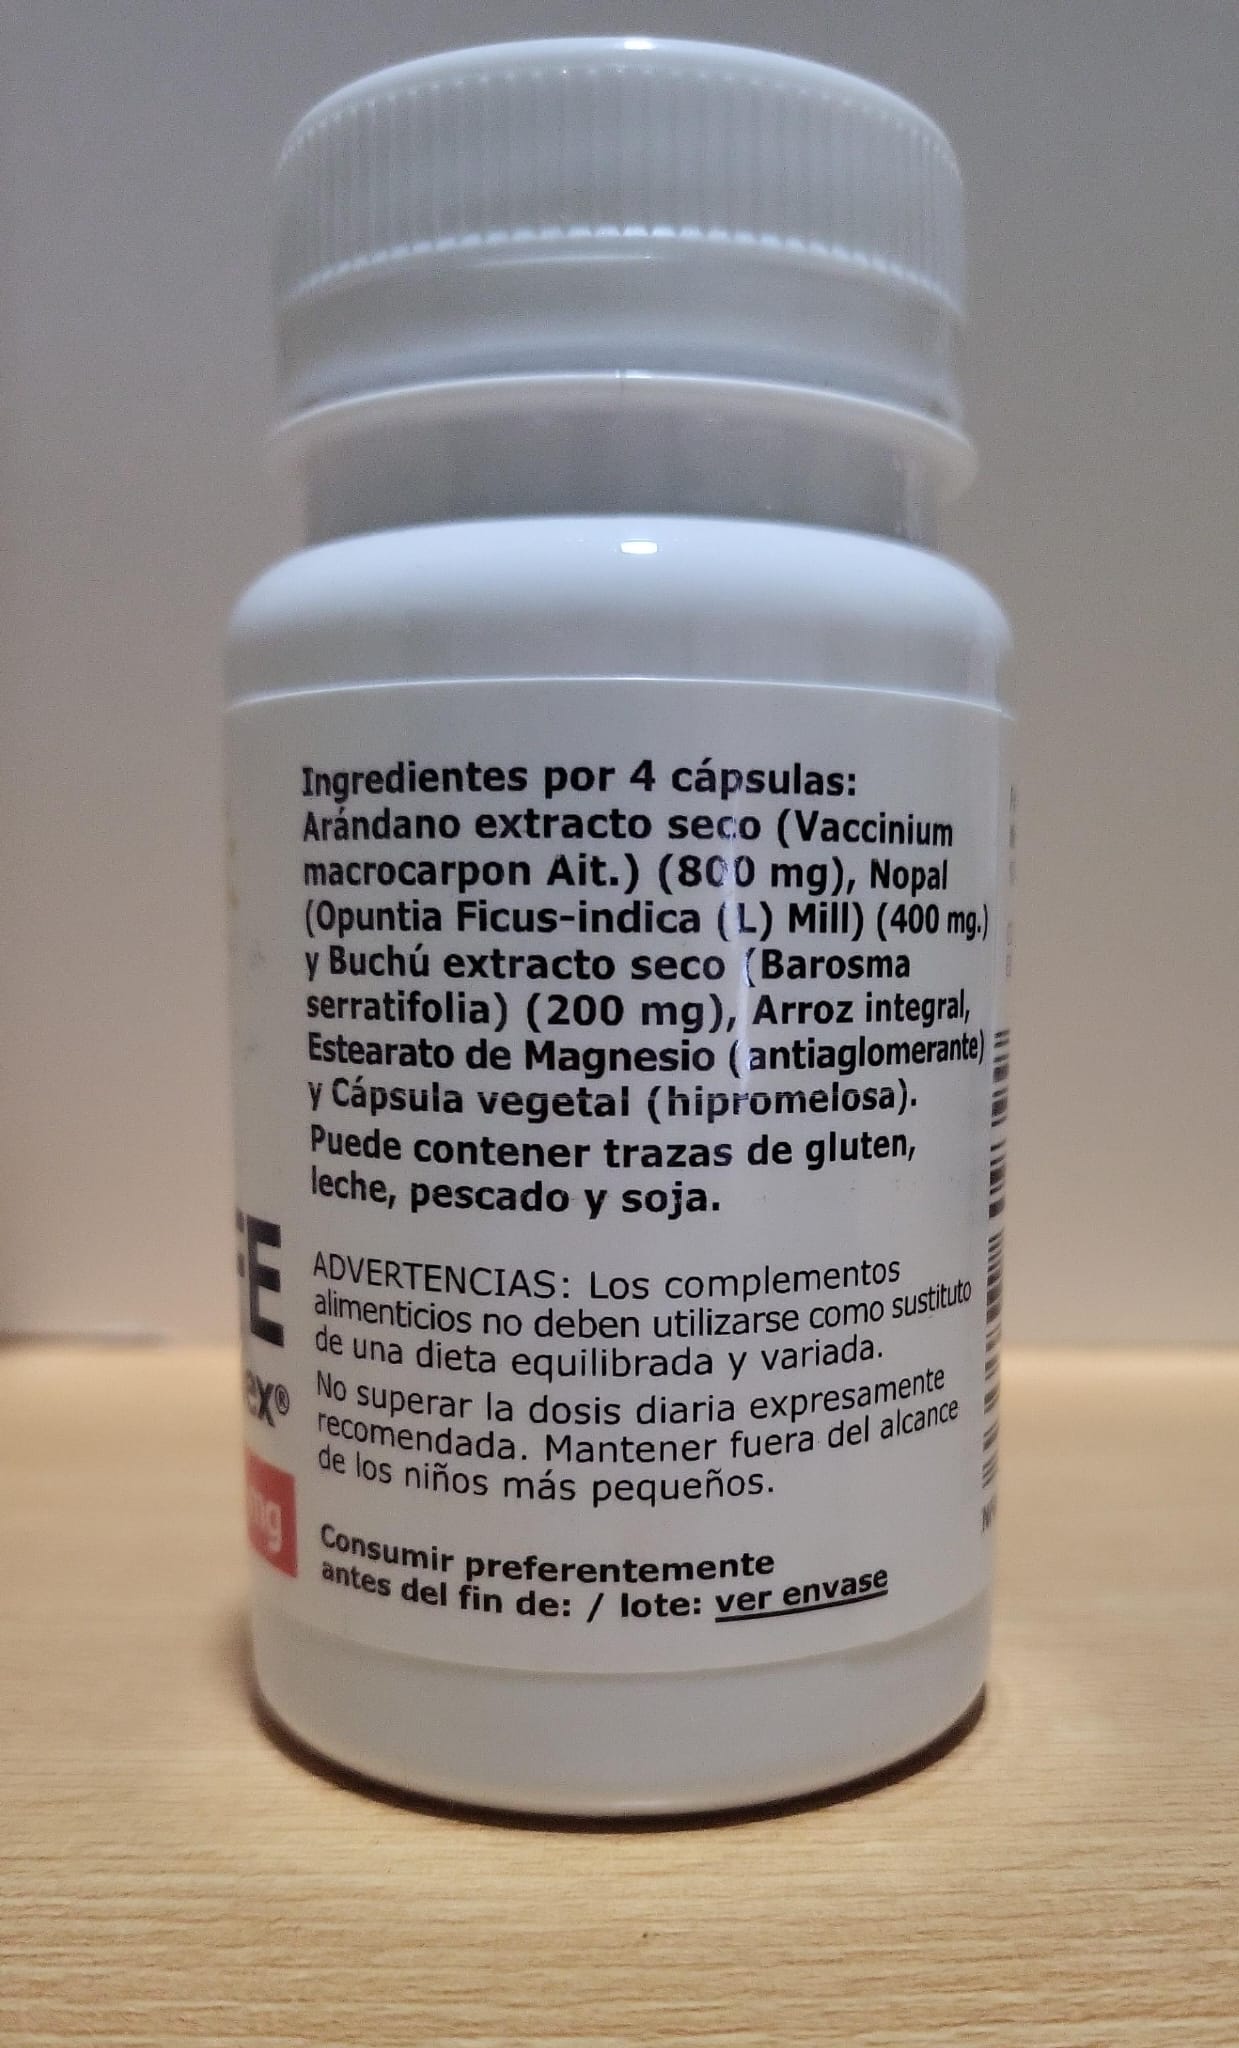 Ingredientes por 4 cápsulas:
Arándano extracto seco (Vaccinium
macrocarpon Ait.) (800 mg), Nopal
(Opuntia Ficus-indica (L) Mill) (400 mg.)
y Buchú extracto seco (Barosma
serratifolia) (200 mg), Arroz integral,
Estearato de Magnesio (antiaglomerante)
y Cápsula vegetal (hipromelosa).
Puede contener trazas de gluten,
leche, pescado y soja.
ADVERTENCIAS: Los complementos
alimenticios no deben utilizarse como sustituto
de una dieta equilibrada y variada.
No superar la dosis diaria expresamente
recomendada. Mantener fuera del alcance
de los niños más pequeños.
Consumir preferentemente
antes del fin de: / lote: ver envase
mg